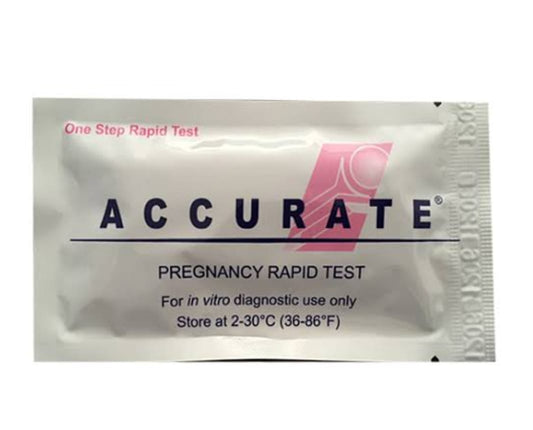 One Step Rapid Test
ACCURATE®
PREGNANCY RAPID TEST
For in vitro diagnostic use only
Store at 2-30°C (36-86°F)